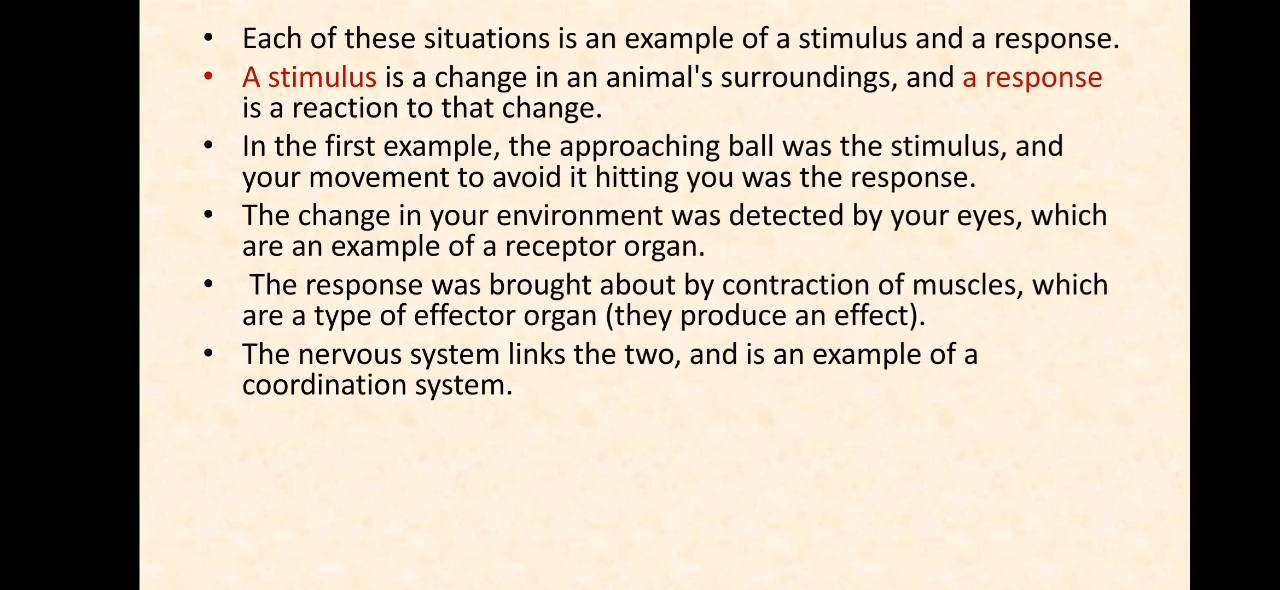 • Each of these situations is an example of a stimulus and a response.
• A stimulus is a change in an animal's surroundings, and a response
is a reaction to that change.
• In the first example, the approaching ball was the stimulus, and
your movement to avoid it hitting you was the response.
• The change in your environment was detected by your eyes, which
are an example of a receptor organ.
• The response was brought about by contraction of muscles, which
are a type of effector organ (they produce an effect).
• The nervous system links the two, and is an example of a
coordination system.